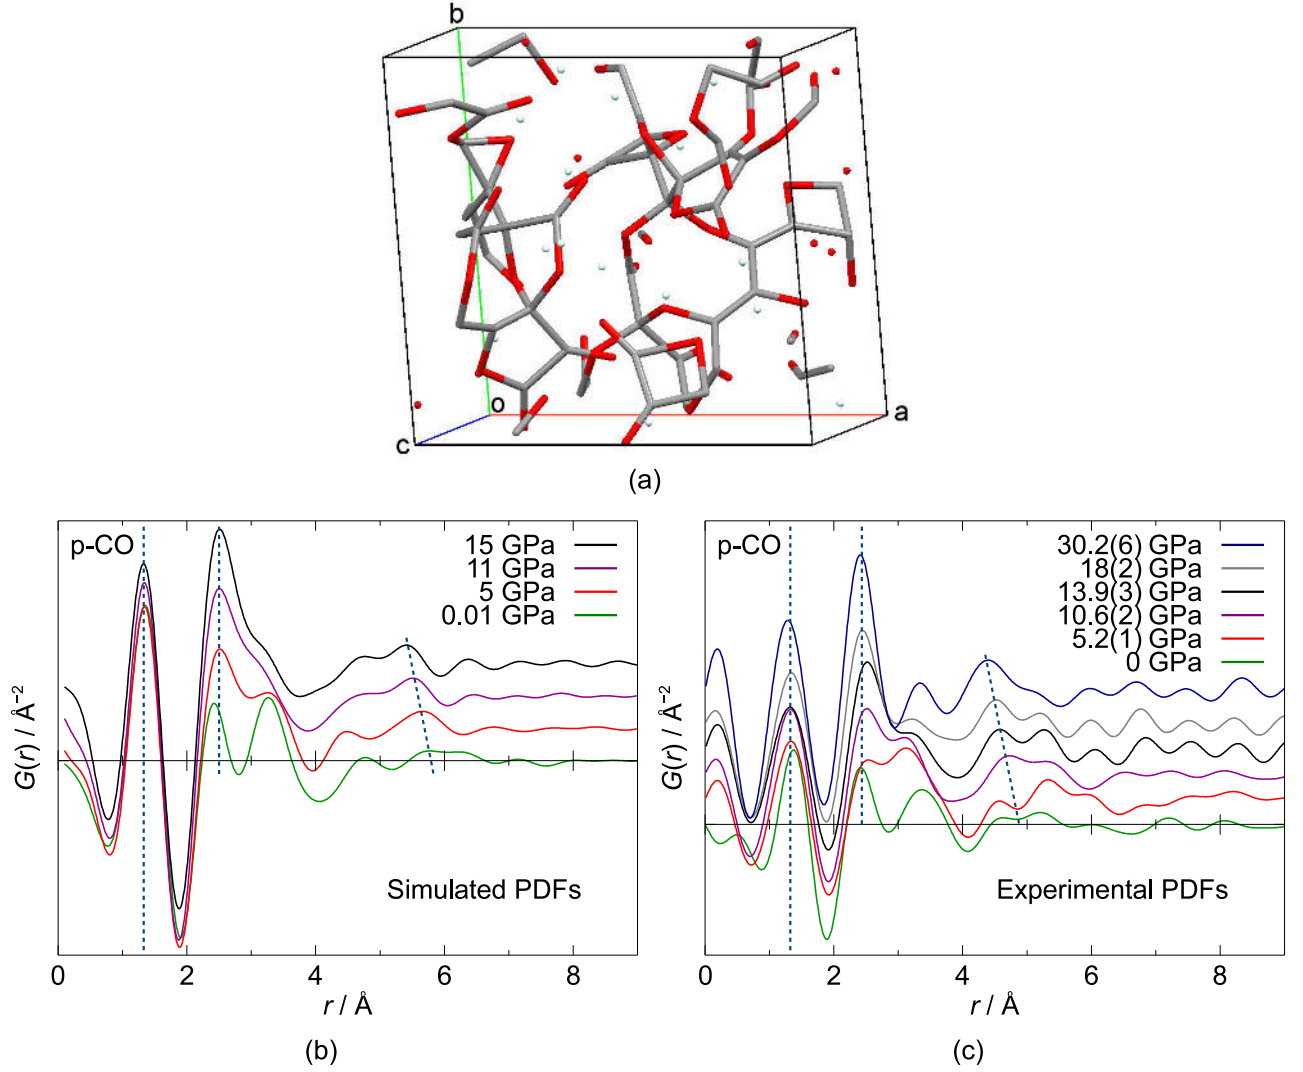 b
o
a
c
(a)
p-CO
15 GPa
11 GPa
5 GPa
0.01 GPa
G(r) / Å⁻²
Simulated PDFs
0 2 4 6 8
r / Å
(b)
p-CO
30.2(6) GPa
18(2) GPa
13.9(3) GPa
10.6(2) GPa
5.2(1) GPa
0 GPa
G(r) / Å⁻²
Experimental PDFs
0 2 4 6 8
r / Å
(c)